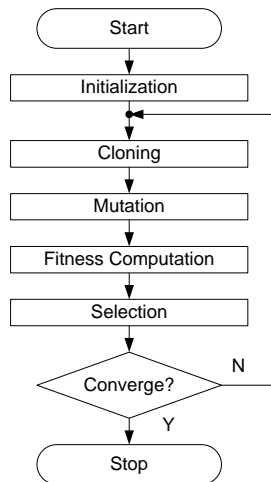 Start
Initialization
Cloning
Mutation
Fitness Computation
Selection
Converge?
N
Y
Stop